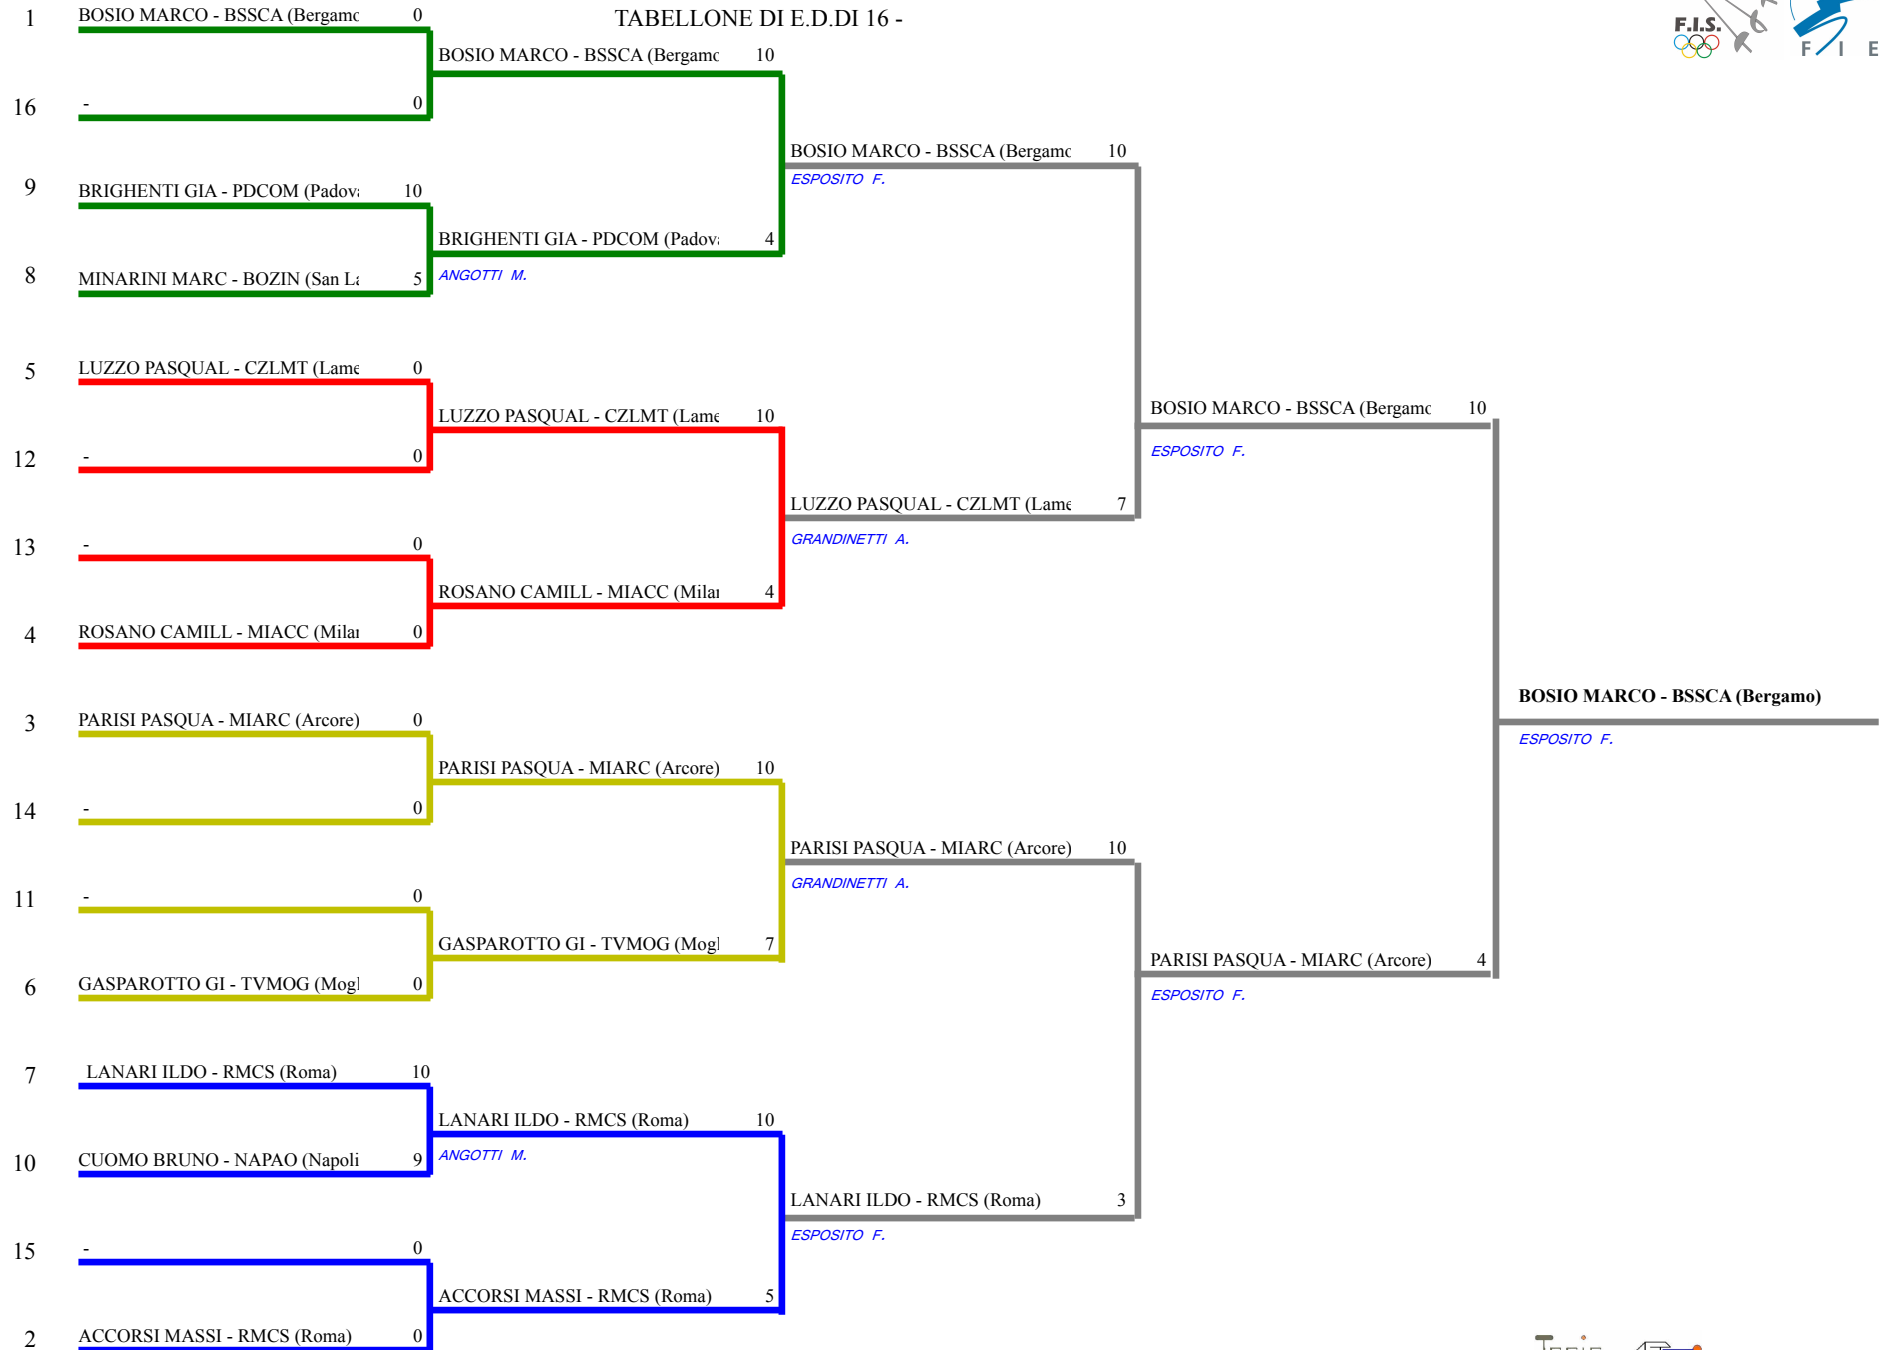 TABELLONE DI E.D.DI 16 -
F.I.S.
F I E
1 BOSIO MARCO - BSSCA (Bergamo 0
BOSIO MARCO - BSSCA (Bergamo 10
16 - 0
BOSIO MARCO - BSSCA (Bergamo 10
ESPOSITO F.
9 BRIGHENTI GIA - PDCOM (Padova 10
BRIGHENTI GIA - PDCOM (Padova 4
ANGOTTI M.
8 MINARINI MARC - BOZIN (San La 5
5 LUZZO PASQUAL - CZLMT (Lame 0
LUZZO PASQUAL - CZLMT (Lame 10
BOSIO MARCO - BSSCA (Bergamo 10
ESPOSITO F.
12 - 0
LUZZO PASQUAL - CZLMT (Lame 7
GRANDINETTI A.
13 - 0
ROSANO CAMILL - MIACC (Milan 4
4 ROSANO CAMILL - MIACC (Milan 0
BOSIO MARCO - BSSCA (Bergamo)
ESPOSITO F.
3 PARISI PASQUA - MIARC (Arcore) 0
PARISI PASQUA - MIARC (Arcore) 10
14 - 0
PARISI PASQUA - MIARC (Arcore) 10
GRANDINETTI A.
11 - 0
GASPAROTTO GI - TVMOG (Mogl 7
PARISI PASQUA - MIARC (Arcore) 4
ESPOSITO F.
6 GASPAROTTO GI - TVMOG (Mogl 0
7 LANARI ILDO - RMCS (Roma) 10
LANARI ILDO - RMCS (Roma) 10
ANGOTTI M.
10 CUOMO BRUNO - NAPAO (Napoli 9
LANARI ILDO - RMCS (Roma) 3
ESPOSITO F.
15 - 0
ACCORSI MASSI - RMCS (Roma) 5
2 ACCORSI MASSI - RMCS (Roma) 0